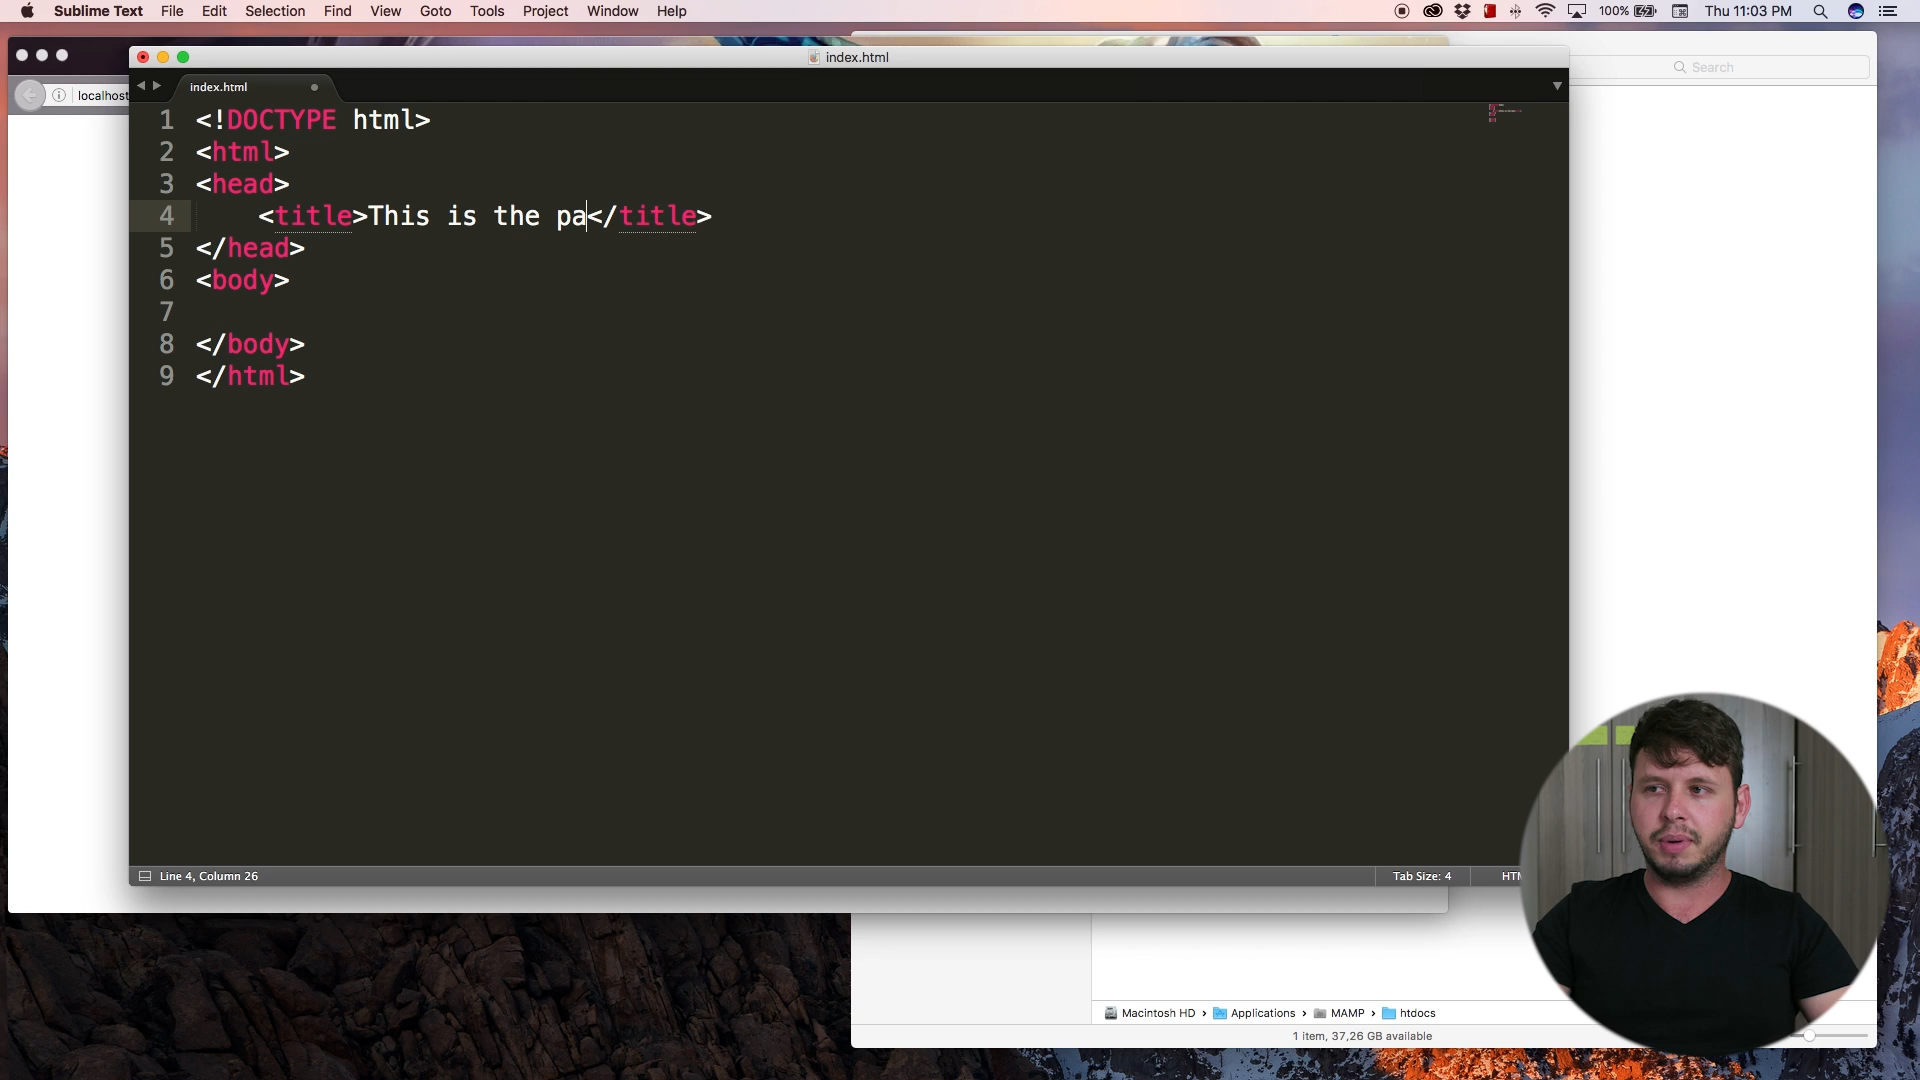 Sublime Text File Edit Selection Find View Goto Tools Project Window Help 100% Thu 11:03 PM
index.html
Search
localhost
index.html
1 <!DOCTYPE html>
2 <html>
3 <head>
4 <title>This is the pa</title>
5 </head>
6 <body>
7
8 </body>
9 </html>
Line 4, Column 26 Tab Size: 4 HTM
Macintosh HD › Applications › MAMP › htdocs
1 item, 37,26 GB available